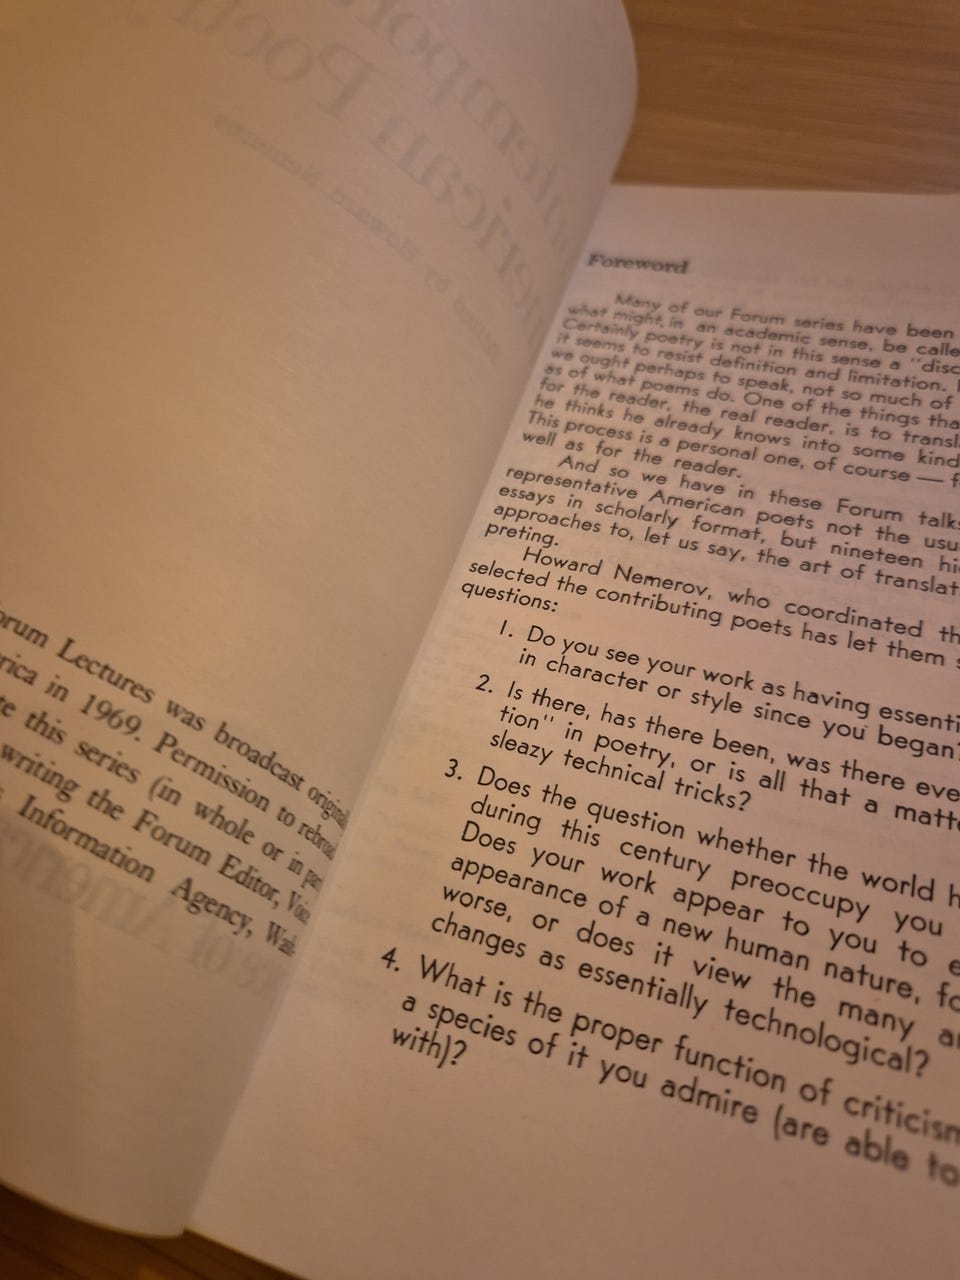 orum Lectures was broadcast origin
rica in 1969. Permission to rebroad
te this series (in whole or in part
writing the Forum Editor, Voic
Information Agency, Wash
Foreword
Many of our Forum series have been
what might, in an academic sense, be calle
Certainly poetry is not in this sense a "disc
it seems to resist definition and limitation.
we ought perhaps to speak, not so much of
as of what poems do. One of the things tha
for the reader, the real reader, is to transl
he thinks he already knows into some kind
This process is a personal one, of course — f
well as for the reader.
And so we have in these Forum talks
representative American poets not the usu
essays in scholarly format, but nineteen hi
approaches to, let us say, the art of translat
preting.
Howard Nemerov, who coordinated th
selected the contributing poets has let them s
questions:
1. Do you see your work as having essenti
in character or style since you began?
2. Is there, has there been, was there eve
tion" in poetry, or is all that a matte
sleazy technical tricks?
3. Does the question whether the world h
during this century preoccupy you
Does your work appear to you to e
appearance of a new human nature, fo
worse, or does it view the many a
changes as essentially technological?
4. What is the proper function of criticism
a species of it you admire (are able to
with)?